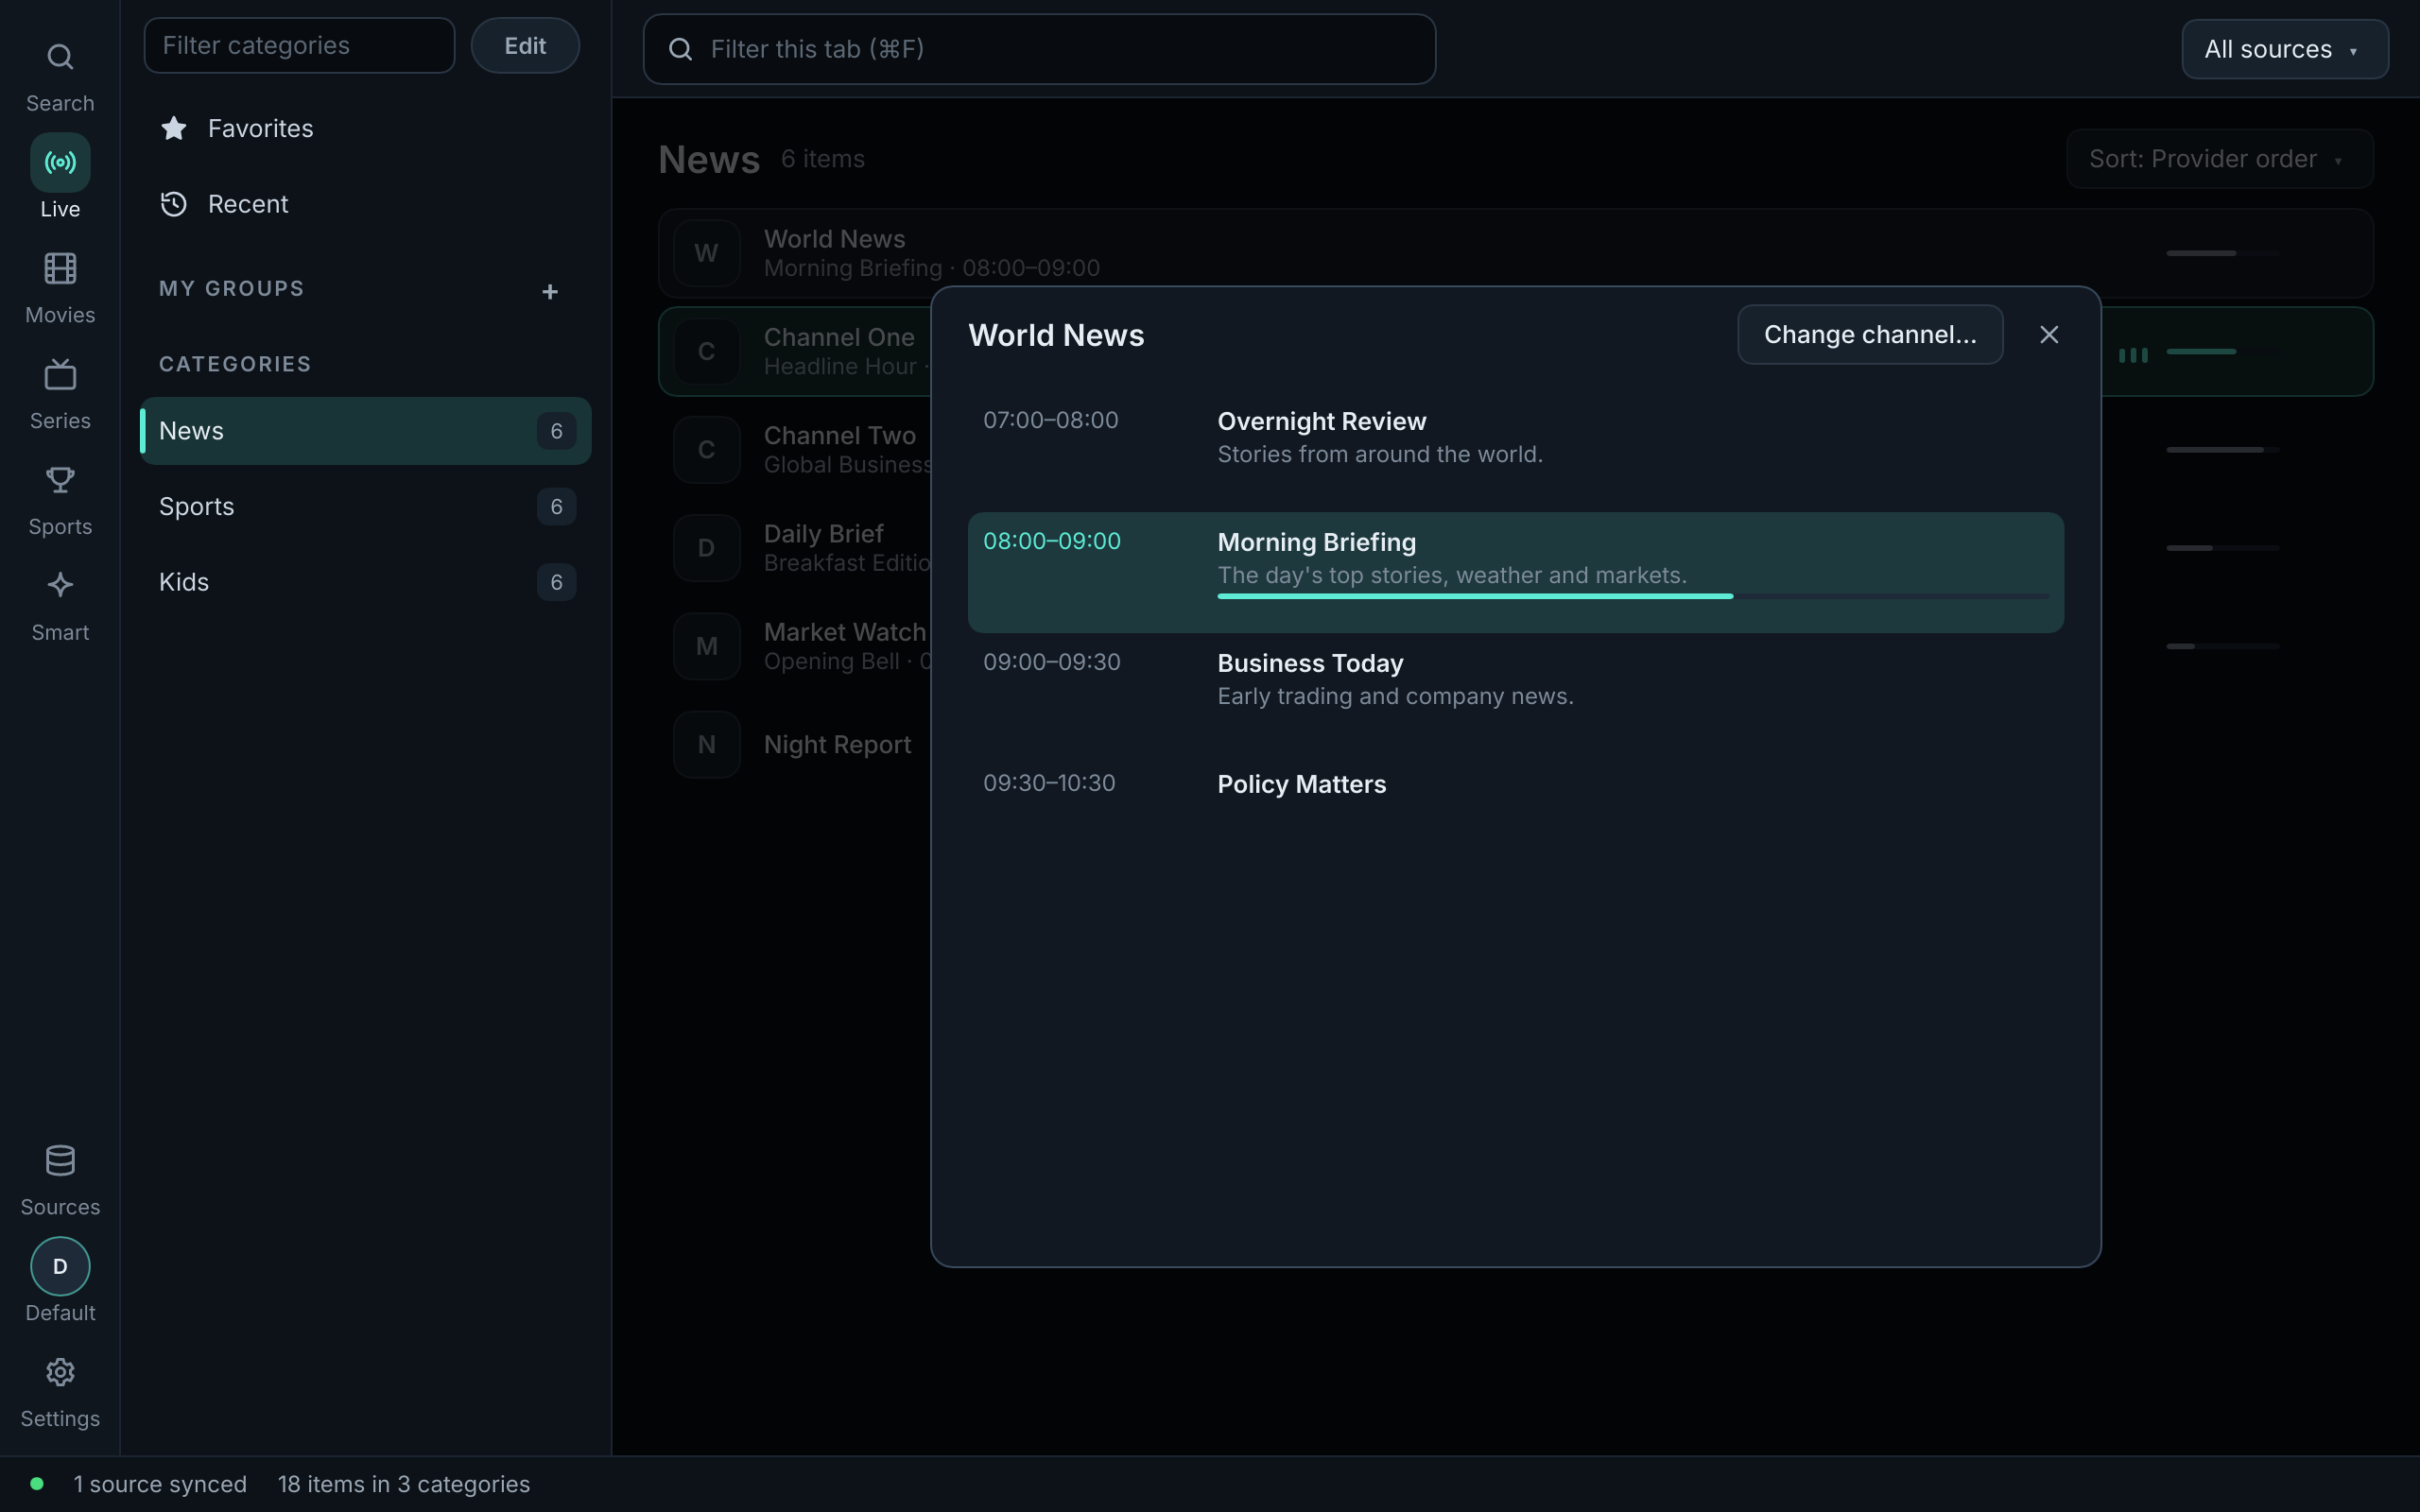 Search
Live
Movies
Series
Sports
Smart
Sources
D
Default
Settings
Filter categories
Edit
Favorites
Recent
MY GROUPS
+
CATEGORIES
News 6
Sports 6
Kids 6
Filter this tab (⌘F)
All sources
News 6 items
Sort: Provider order
W
World News
Morning Briefing · 08:00–09:00
C
Channel One
Headline Hour ·
C
Channel Two
Global Business
D
Daily Brief
Breakfast Editio
M
Market Watch
Opening Bell · 0
N
Night Report
World News
Change channel...
07:00–08:00
Overnight Review
Stories from around the world.
08:00–09:00
Morning Briefing
The day's top stories, weather and markets.
09:00–09:30
Business Today
Early trading and company news.
09:30–10:30
Policy Matters
1 source synced
18 items in 3 categories